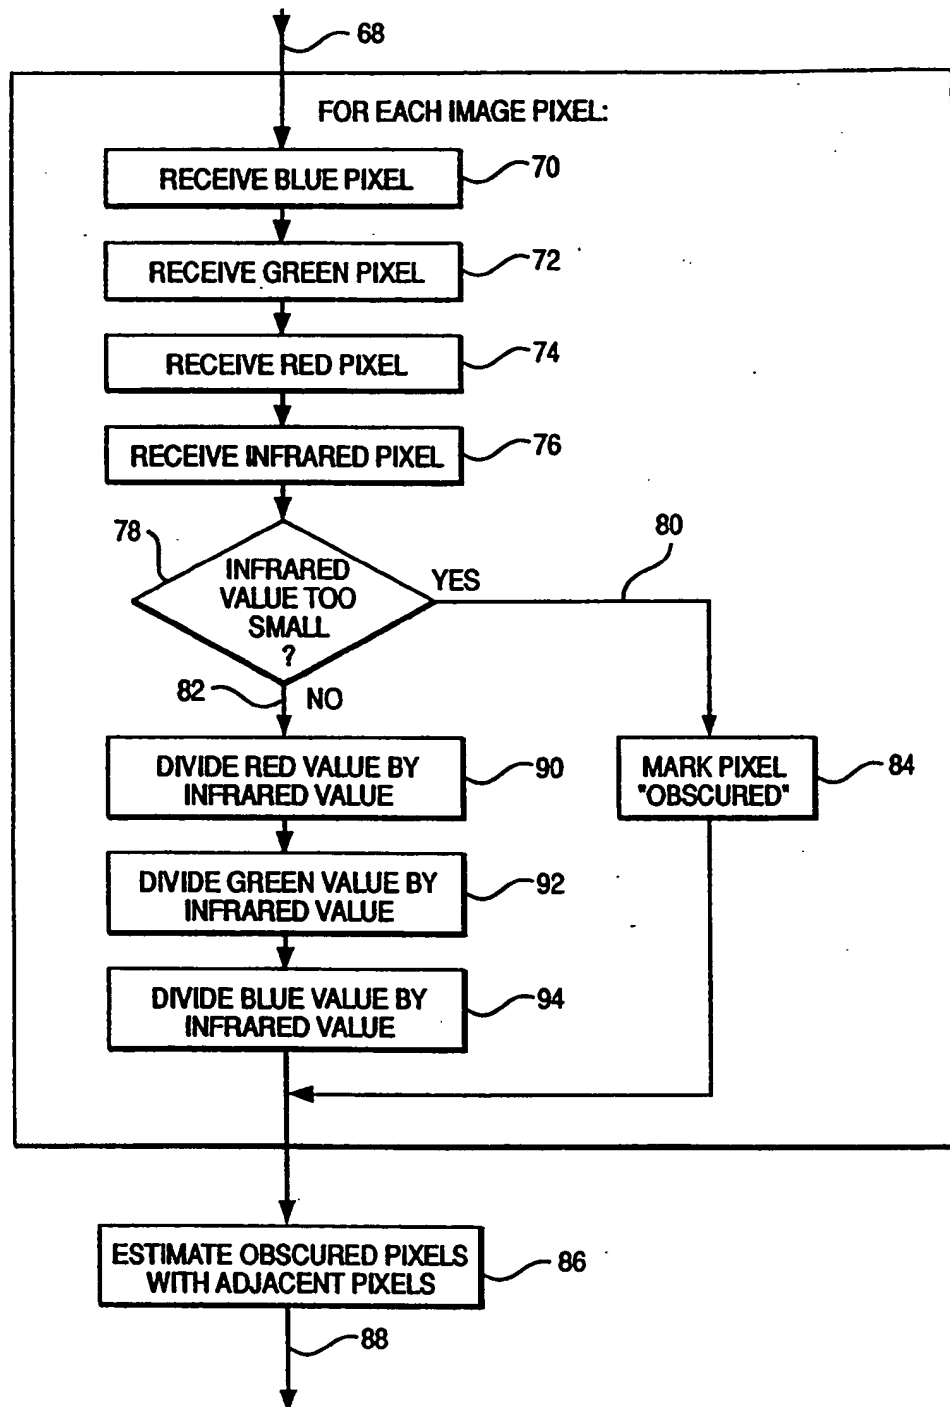 68
FOR EACH IMAGE PIXEL:
RECEIVE BLUE PIXEL
70
RECEIVE GREEN PIXEL
72
RECEIVE RED PIXEL
74
RECEIVE INFRARED PIXEL
76
78
INFRARED
VALUE TOO
SMALL
?
YES
80
82
NO
DIVIDE RED VALUE BY
INFRARED VALUE
90
MARK PIXEL
"OBSCURED"
84
DIVIDE GREEN VALUE BY
INFRARED VALUE
92
DIVIDE BLUE VALUE BY
INFRARED VALUE
94
ESTIMATE OBSCURED PIXELS
WITH ADJACENT PIXELS
86
88